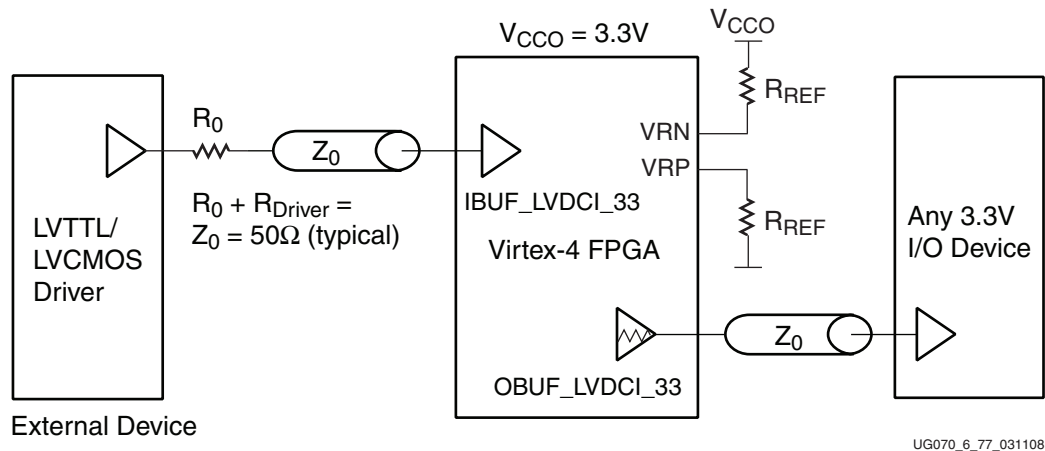 V_CCO = 3.3V
V_CCO
R_REF
R_0
Z_0
VRN
VRP
R_0 + R_Driver =
Z_0 = 50Ω (typical)
IBUF_LVDCI_33
R_REF
LVTTL/
LVCMOS
Driver
Virtex-4 FPGA
Any 3.3V
I/O Device
Z_0
OBUF_LVDCI_33
External Device
UG070_6_77_031108